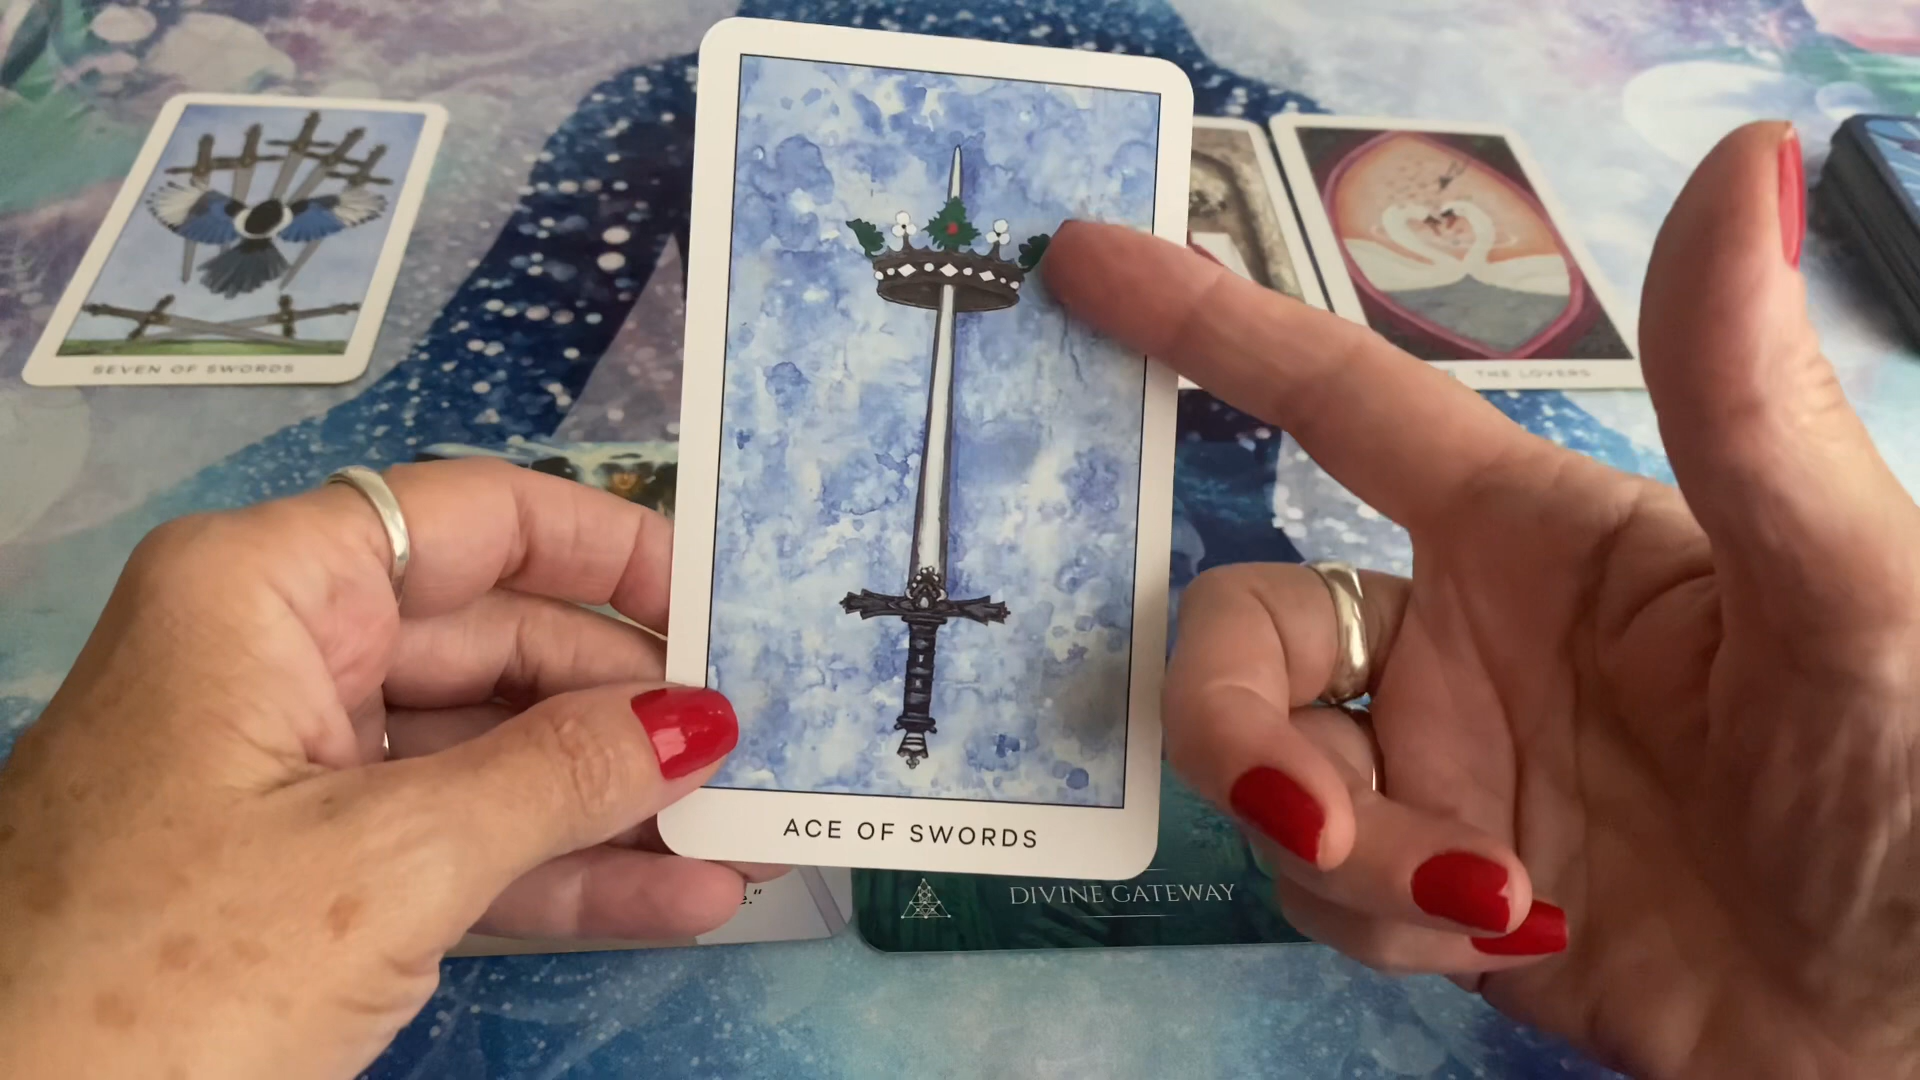 SEVEN OF SWORDS
THE LOVERS
ACE OF SWORDS
e."
DIVINE GATEWAY